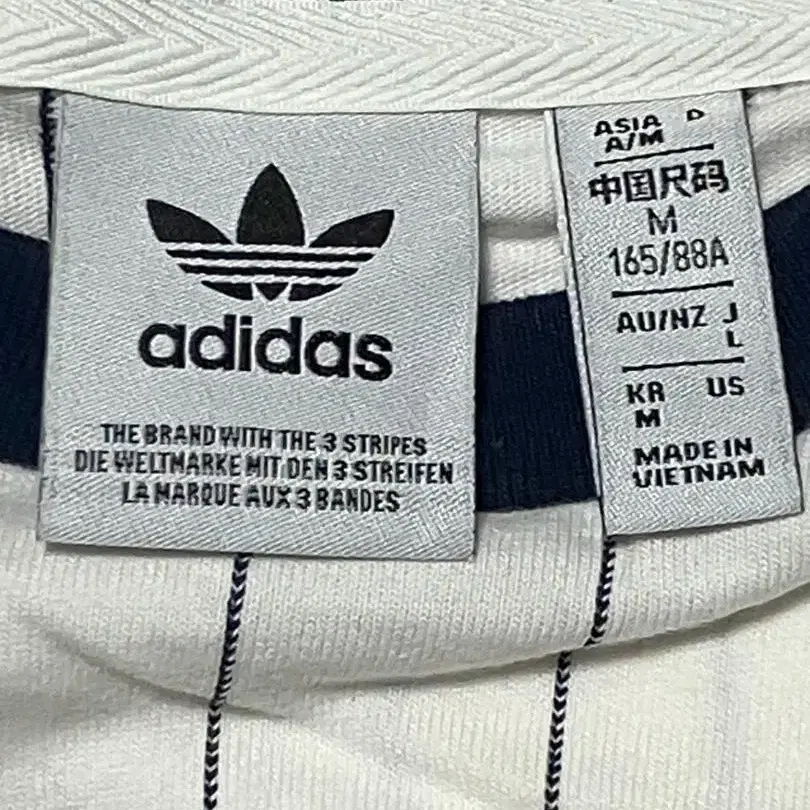 adidas
THE BRAND WITH THE 3 STRIPES
DIE WELTMARKE MIT DEN 3 STREIFEN
LA MARQUE AUX 3 BANDES
ASIA D
A/M
中国尺码
M
165/88A
AU/NZ J
L
KR US
M
MADE IN
VIETNAM